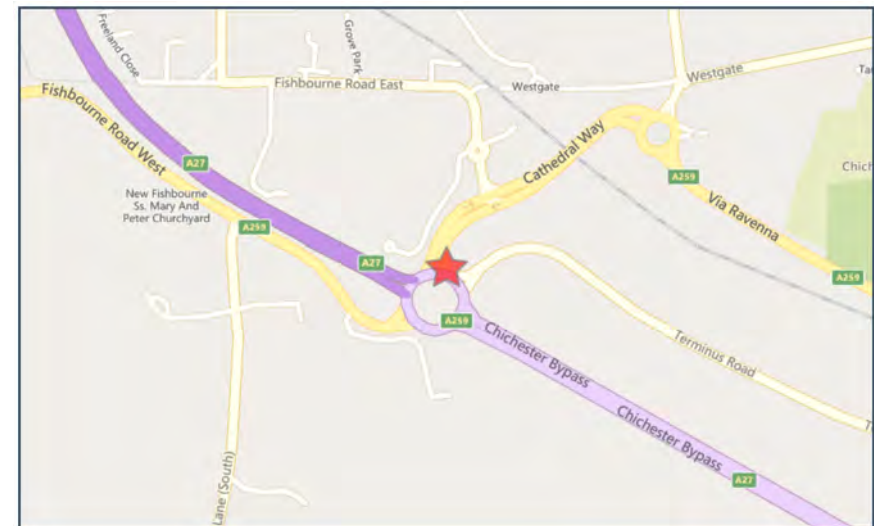 Freeland Close
Grove Park
Fishbourne Road East
Westgate
Westgate
Fishbourne Road West
A27
Cathedral Way
A259
Via Ravenna
New Fishbourne
Ss. Mary And
Peter Churchyard
A259
A27
A259
A259
Chichester Bypass
Terminus Road
Chichester Bypass
A27
Lane (South)